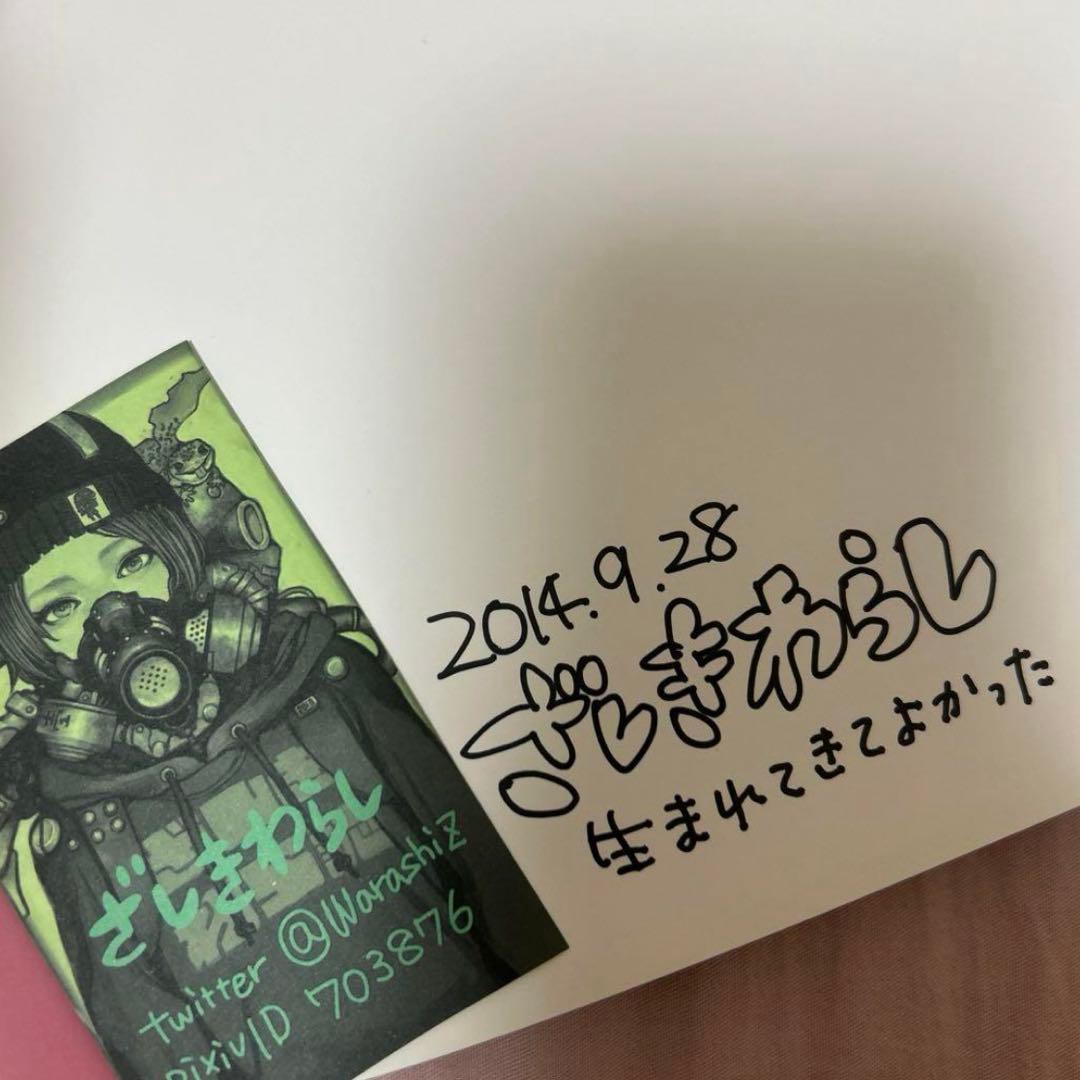 2014.9.28
ざしきわらし
生まれてきてよかった
ざしきわらし
twitter @WarashiZ
pixivID 703876